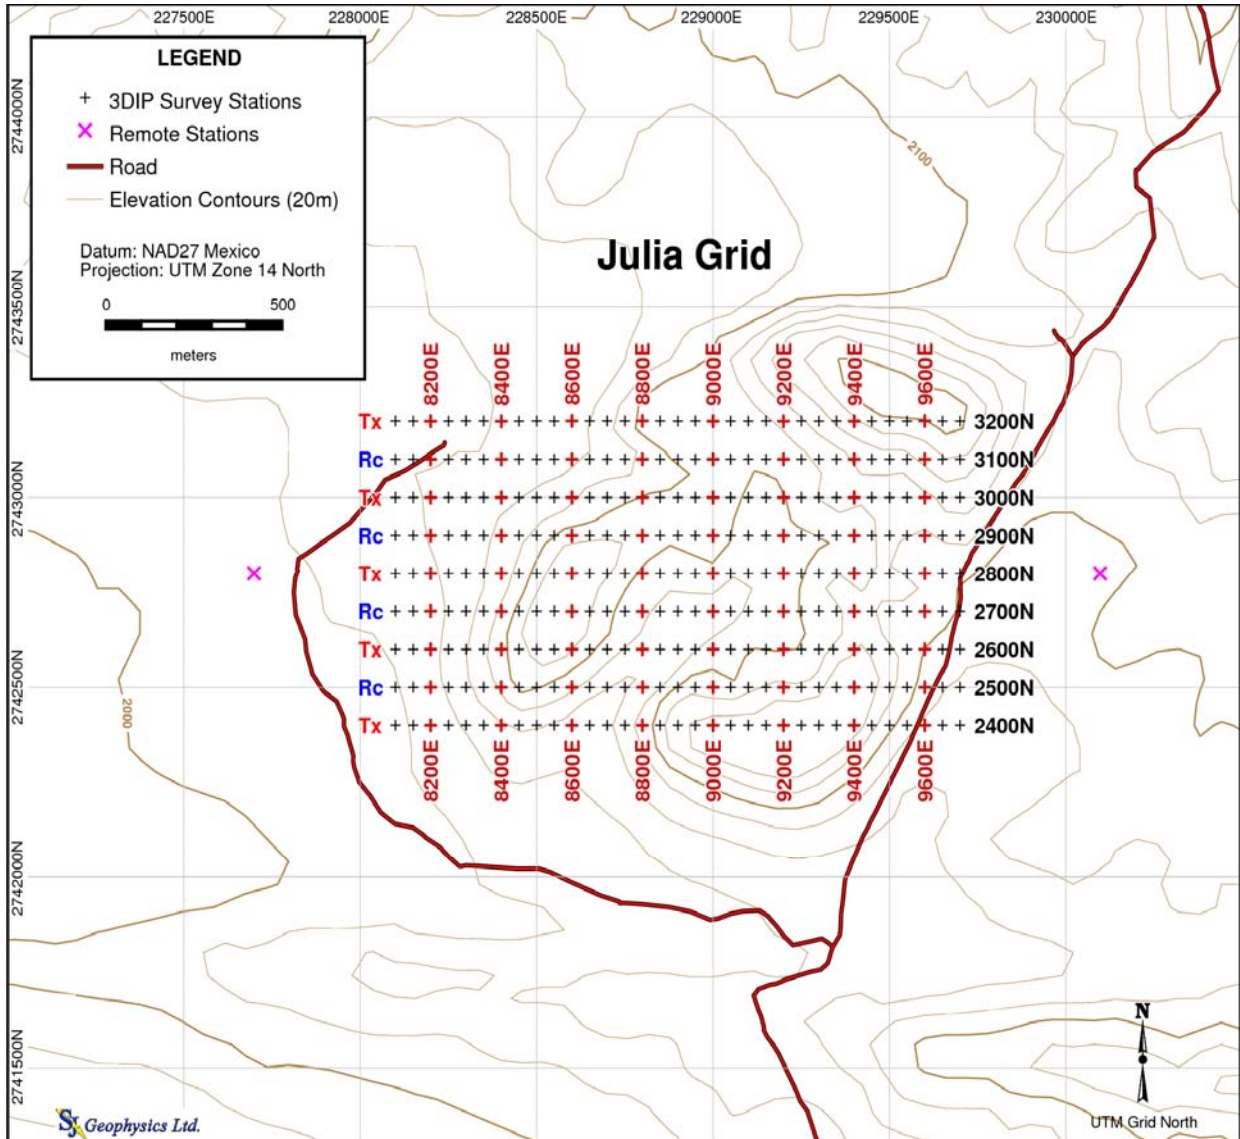 227500E 228000E 228500E 229000E 229500E 230000E
LEGEND
3DIP Survey Stations
Remote Stations
Road
Elevation Contours (20m)
Datum: NAD27 Mexico
Projection: UTM Zone 14 North
0 500
meters
2744000N
2100
Julia Grid
2743500N
8200E 8400E 8600E 8800E 9000E 9200E 9400E 9600E
Tx 3200N
Rc 3100N
2743000N
Tx 3000N
Rc 2900N
Tx 2800N
Rc 2700N
Tx 2600N
2742500N
Rc 2500N
2000
Tx 2400N
8200E 8400E 8600E 8800E 9000E 9200E 9400E 9600E
2742000N
2741500N
N
SJ Geophysics Ltd.
UTM Grid North